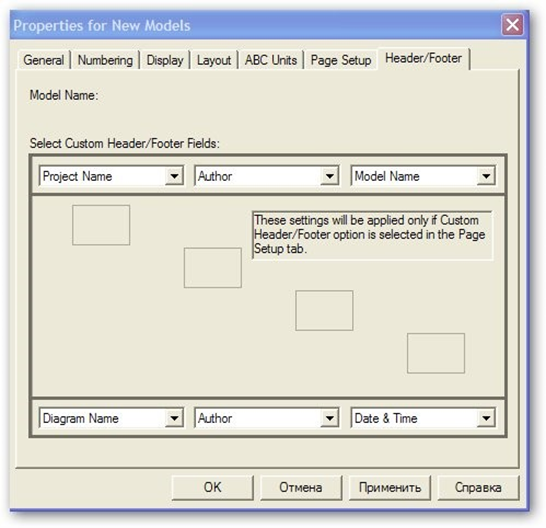 Properties for New Models
General Numbering Display Layout ABC Units Page Setup Header/Footer
Model Name:
Select Custom Header/Footer Fields:
Project Name Author Model Name
These settings will be applied only if Custom
Header/Footer option is selected in the Page
Setup tab.
Diagram Name Author Date & Time
OK Отмена Применить Справка